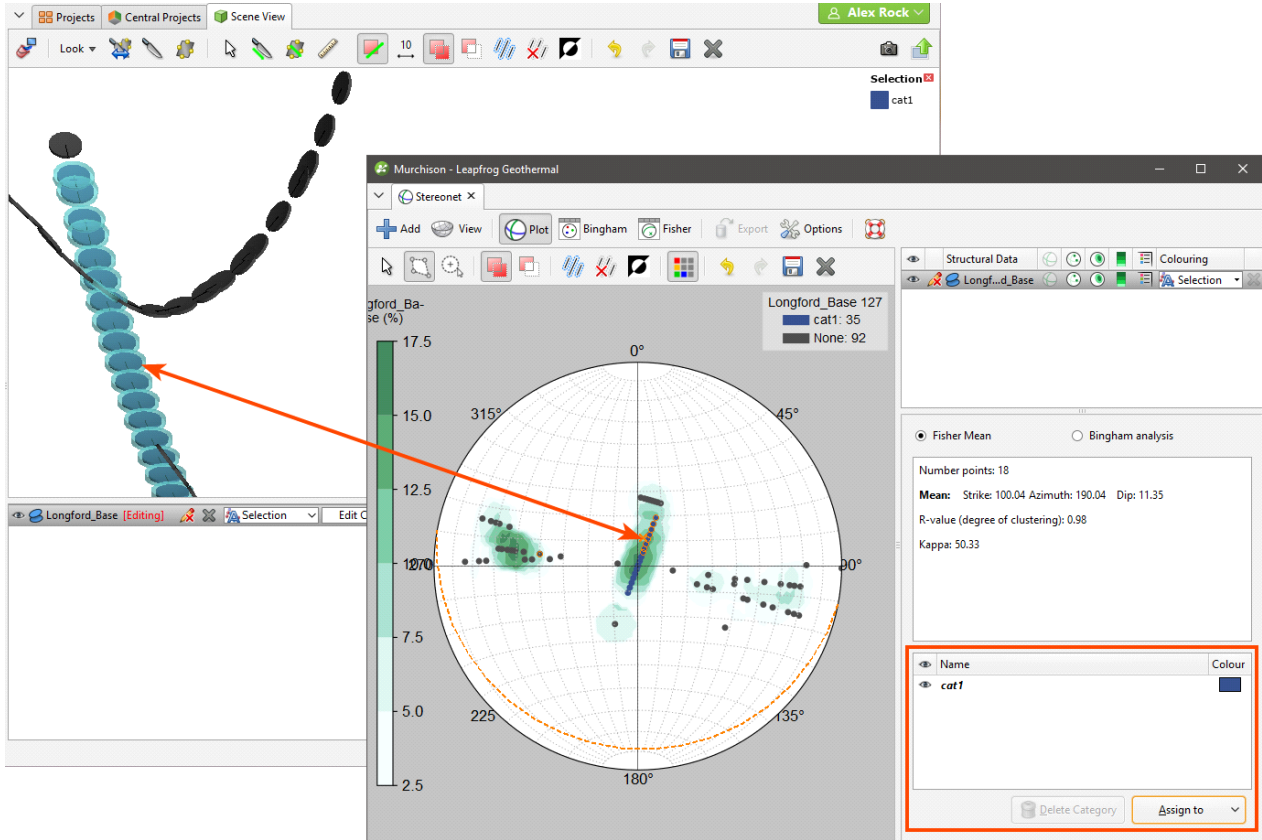 Projects
Central Projects
Scene View
Alex Rock
Look
10
Selection
cat1
Murchison - Leapfrog Geothermal
Stereonet
Add
View
Plot
Bingham
Fisher
Export
Options
Structural Data
Colouring
Longf...d_Base
Selection
gford_Ba-
se (%)
Longford_Base 127
cat1: 35
None: 92
17.5
15.0
12.5
7.5
5.0
2.5
0°
45°
90°
135°
180°
225
270
315°
Fisher Mean
Bingham analysis
Number points: 18
Mean: Strike: 100.04 Azimuth: 190.04 Dip: 11.35
R-value (degree of clustering): 0.98
Kappa: 50.33
Longford_Base [Editing]
Selection
Edit C
Name
Colour
cat1
Delete Category
Assign to